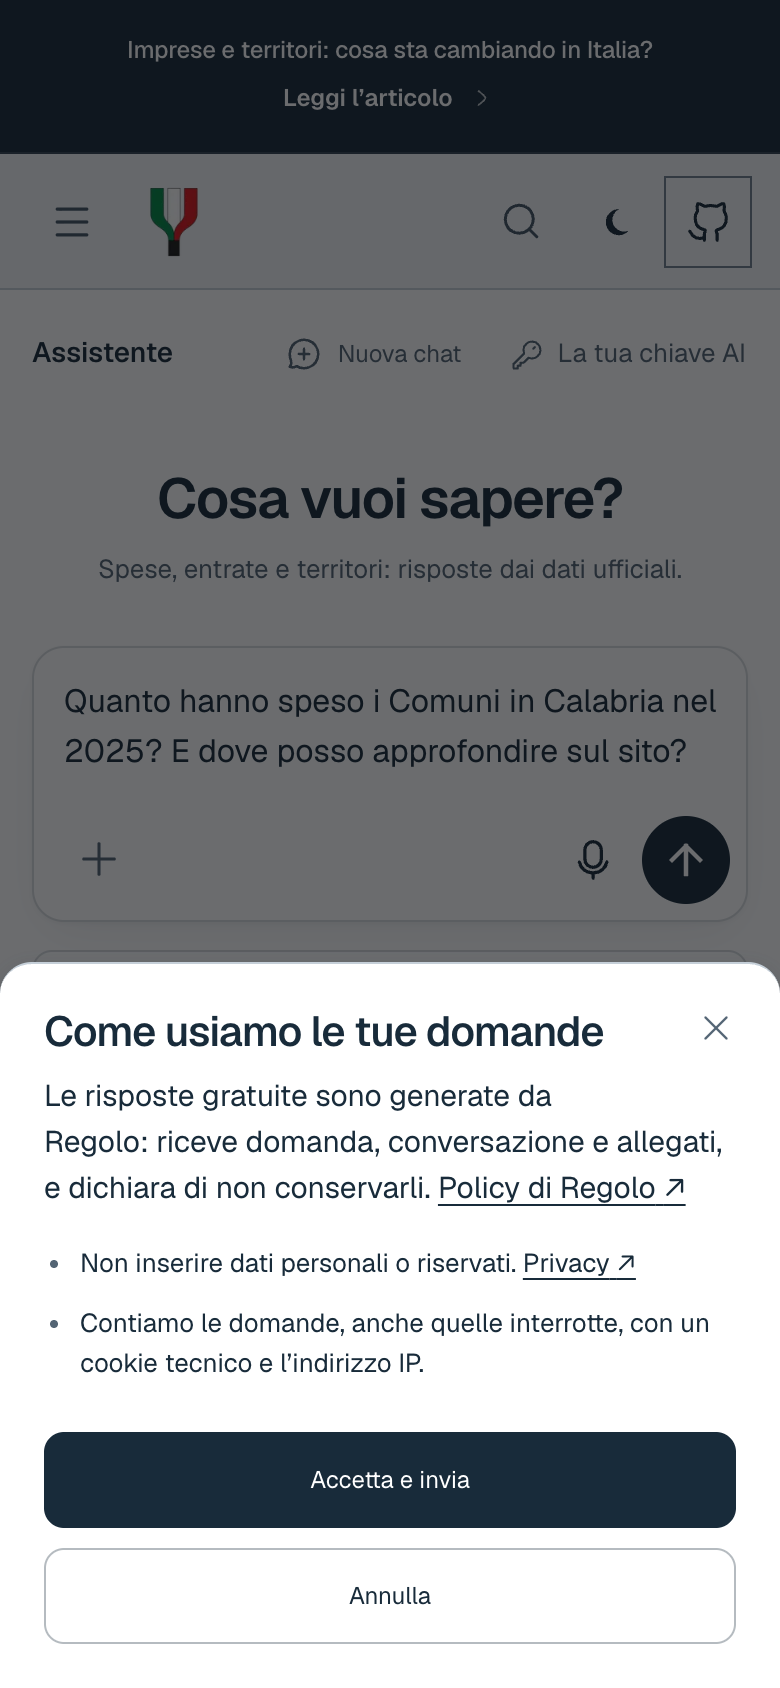 Imprese e territori: cosa sta cambiando in Italia?
Leggi l’articolo
Assistente
Nuova chat
La tua chiave AI
Cosa vuoi sapere?
Spese, entrate e territori: risposte dai dati ufficiali.
Quanto hanno speso i Comuni in Calabria nel
2025? E dove posso approfondire sul sito?
Come usiamo le tue domande
Le risposte gratuite sono generate da
Regolo: riceve domanda, conversazione e allegati,
e dichiara di non conservarli. Policy di Regolo ↗
• Non inserire dati personali o riservati. Privacy ↗
• Contiamo le domande, anche quelle interrotte, con un
cookie tecnico e l’indirizzo IP.
Accetta e invia
Annulla